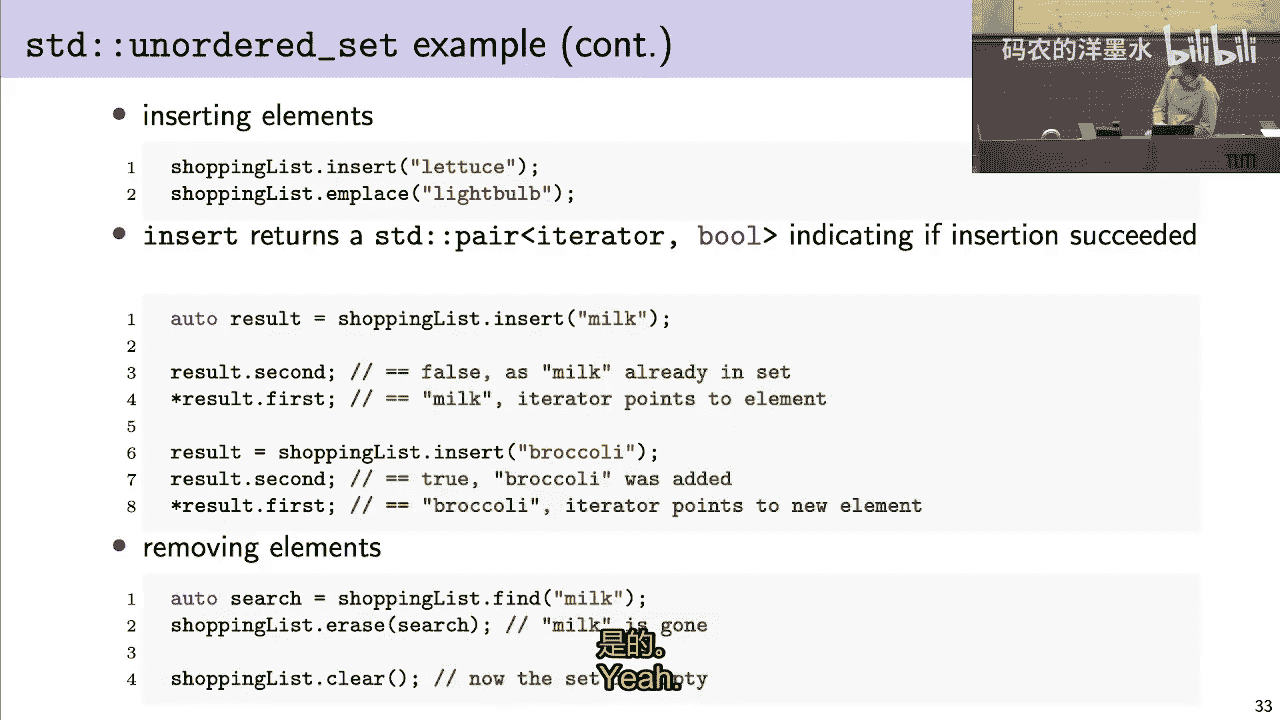 std::unordered_set example (cont.)
码农的洋墨水 bilibili
TUM
• inserting elements
1 shoppingList.insert("lettuce");
2 shoppingList.emplace("lightbulb");
• insert returns a std::pair<iterator, bool> indicating if insertion succeeded
1 auto result = shoppingList.insert("milk");
2
3 result.second; // == false, as "milk" already in set
4 *result.first; // == "milk", iterator points to element
5
6 result = shoppingList.insert("broccoli");
7 result.second; // == true, "broccoli" was added
8 *result.first; // == "broccoli", iterator points to new element
• removing elements
1 auto search = shoppingList.find("milk");
2 shoppingList.erase(search); // "milk" is gone
3
是的。
4 shoppingList.clear(); // now the set
Yeah.
33